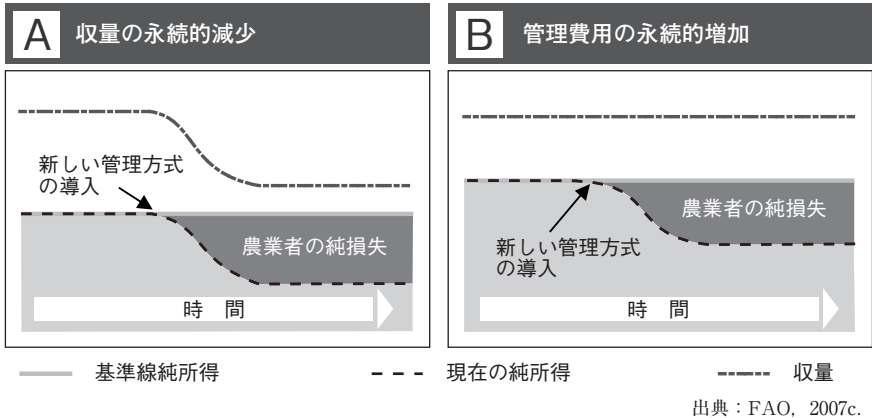 A 収量の永続的減少
新しい管理方式
の導入
農業者の純損失
時 間
B 管理費用の永続的増加
農業者の純損失
新しい管理方式
の導入
時 間
基準線純所得 現在の純所得 収量
出典：FAO，2007c.